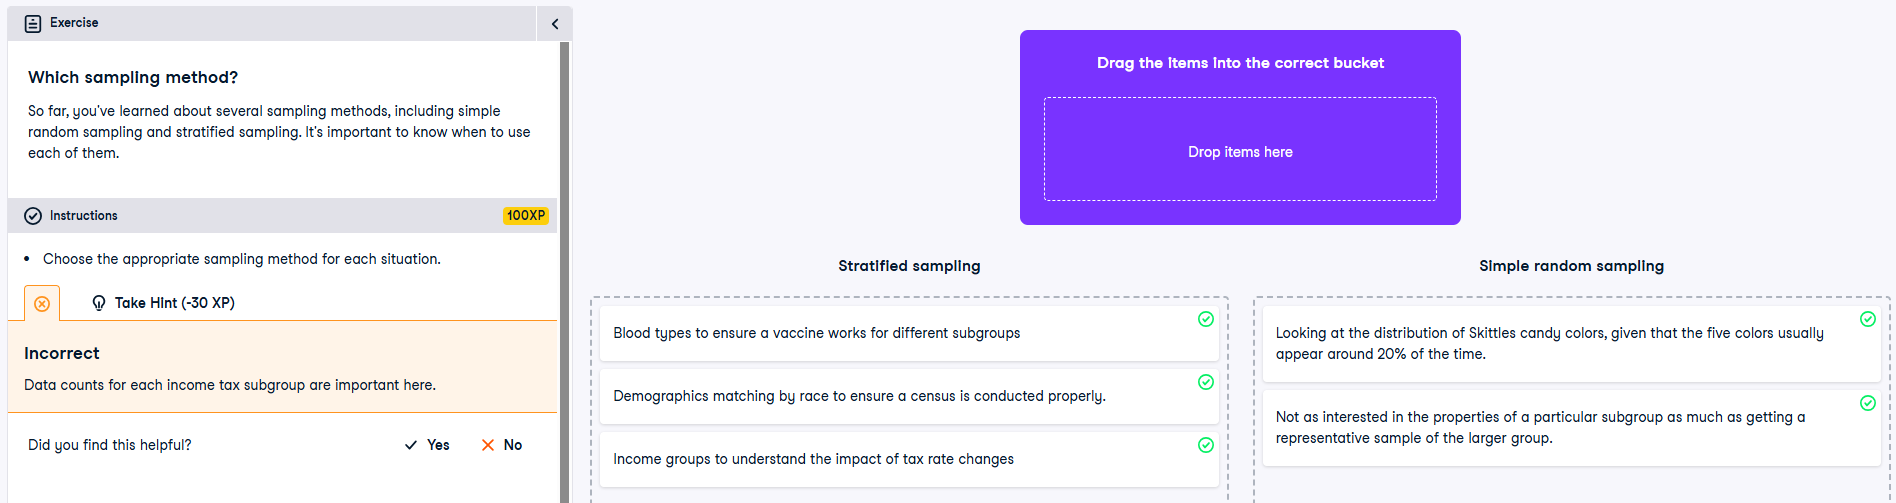 Exercise
Which sampling method?
So far, you've learned about several sampling methods, including simple
random sampling and stratified sampling. It's important to know when to use
each of them.
Instructions
100XP
Choose the appropriate sampling method for each situation.
Take Hint (-30 XP)
Incorrect
Data counts for each income tax subgroup are important here.
Did you find this helpful?
Yes
No
Drag the items into the correct bucket
Drop items here
Stratified sampling
Blood types to ensure a vaccine works for different subgroups
Demographics matching by race to ensure a census is conducted properly.
Income groups to understand the impact of tax rate changes
Simple random sampling
Looking at the distribution of Skittles candy colors, given that the five colors usually
appear around 20% of the time.
Not as interested in the properties of a particular subgroup as much as getting a
representative sample of the larger group.